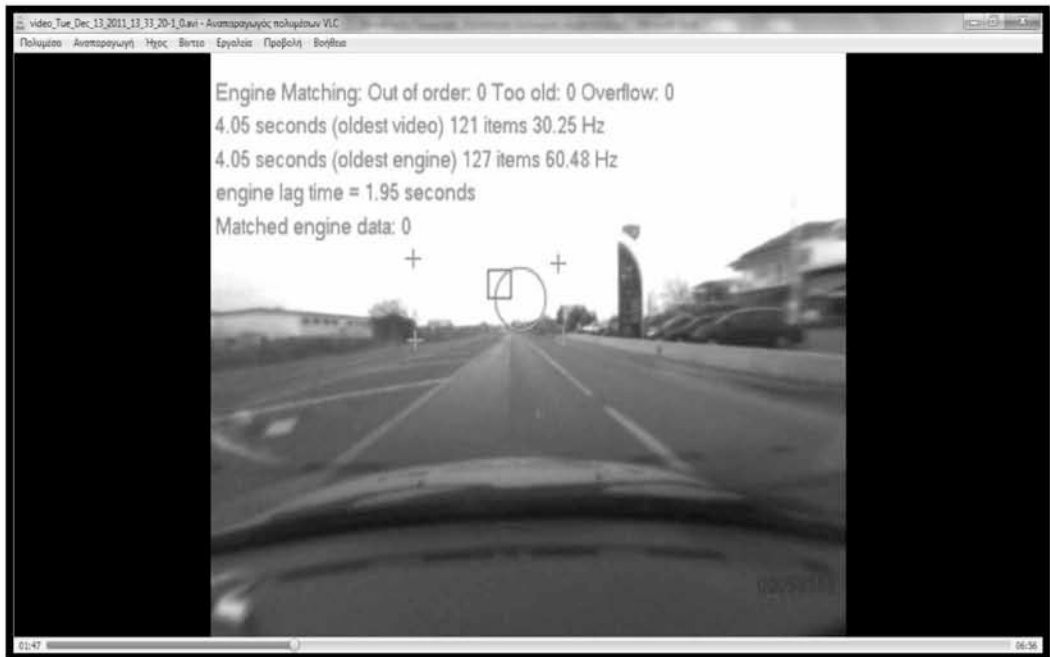 video_Tue_Dec_13_2011_13_33_20-1_0.avi - Αναπαραγωγός πολυμέσων VLC
Πολυμέσα Αναπαραγωγή Ήχος Βίντεο Εργαλεία Προβολή Βοήθεια
Engine Matching: Out of order: 0 Too old: 0 Overflow: 0
4.05 seconds (oldest video) 121 items 30.25 Hz
4.05 seconds (oldest engine) 127 items 60.48 Hz
engine lag time = 1.95 seconds
Matched engine data: 0
01:47 06:56